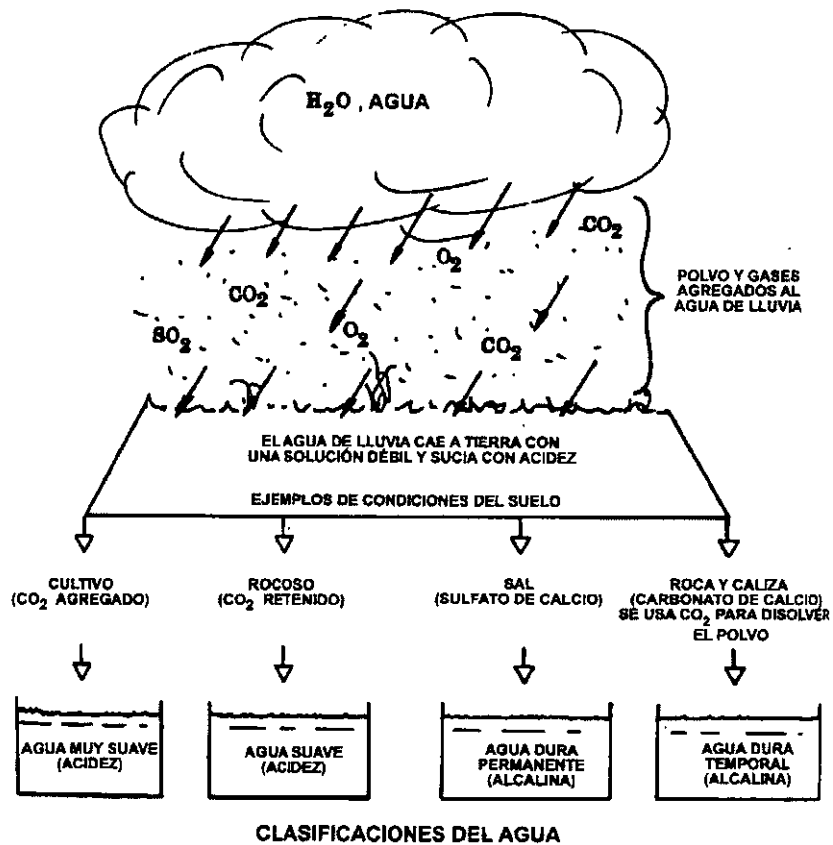 H₂O, AGUA
CO₂
O₂
CO₂
SO₂
O₂
CO₂
POLVO Y GASES
AGREGADOS AL
AGUA DE LLUVIA
EL AGUA DE LLUVIA CAE A TIERRA CON
UNA SOLUCIÓN DÉBIL Y SUCIA CON ACIDEZ
EJEMPLOS DE CONDICIONES DEL SUELO
CULTIVO
(CO₂ AGREGADO)
ROCOSO
(CO₂ RETENIDO)
SAL
(SULFATO DE CALCIO)
ROCA Y CALIZA
(CARBONATO DE CALCIO)
SE USA CO₂ PARA DISOLVER
EL POLVO
AGUA MUY SUAVE
(ACIDEZ)
AGUA SUAVE
(ACIDEZ)
AGUA DURA
PERMANENTE
(ALCALINA)
AGUA DURA
TEMPORAL
(ALCALINA)
CLASIFICACIONES DEL AGUA